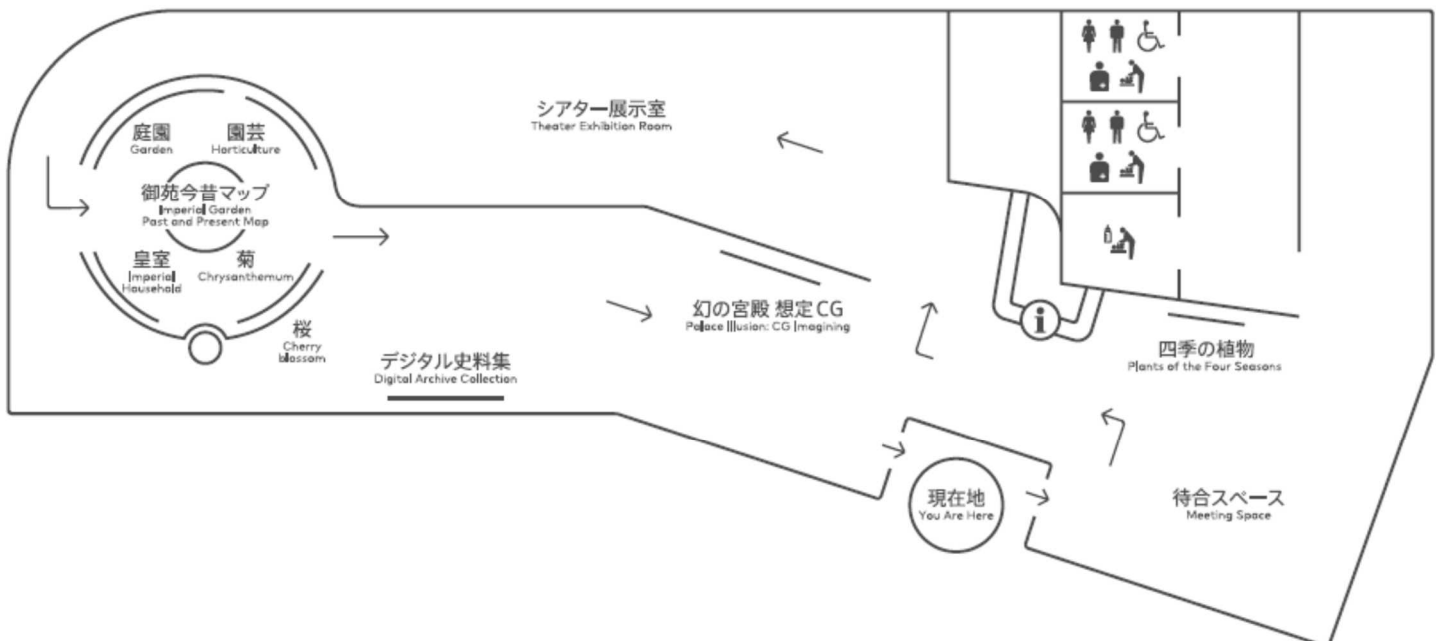 シアター展示室
Theater Exhibition Room
庭園
Garden
園芸
Horticulture
御苑今昔マップ
Imperial Garden
Past and Present Map
皇室
Imperial
Household
菊
Chrysanthemum
桜
Cherry
blossom
デジタル史料集
Digital Archive Collection
幻の宮殿 想定CG
Palace Illusion: CG Imagining
i
四季の植物
Plants of the Four Seasons
現在地
You Are Here
待合スペース
Meeting Space